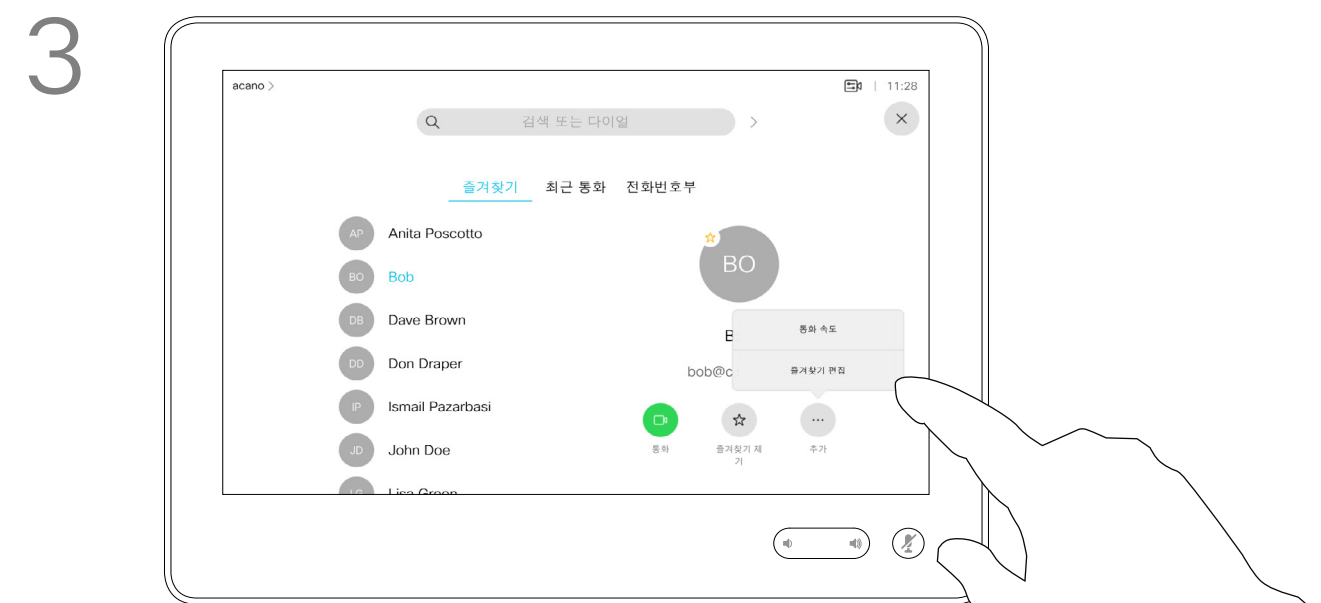 3
acano >
11:28
검색 또는 다이얼
즐겨찾기 최근 통화 전화번호부
AP Anita Poscotto
BO Bob
DB Dave Brown
DD Don Draper
IP Ismail Pazarbasi
JD John Doe
LG Lisa Green
BO
B
bob@c
통화 속도
즐겨찾기 편집
통화
즐겨찾기 제
거
추가